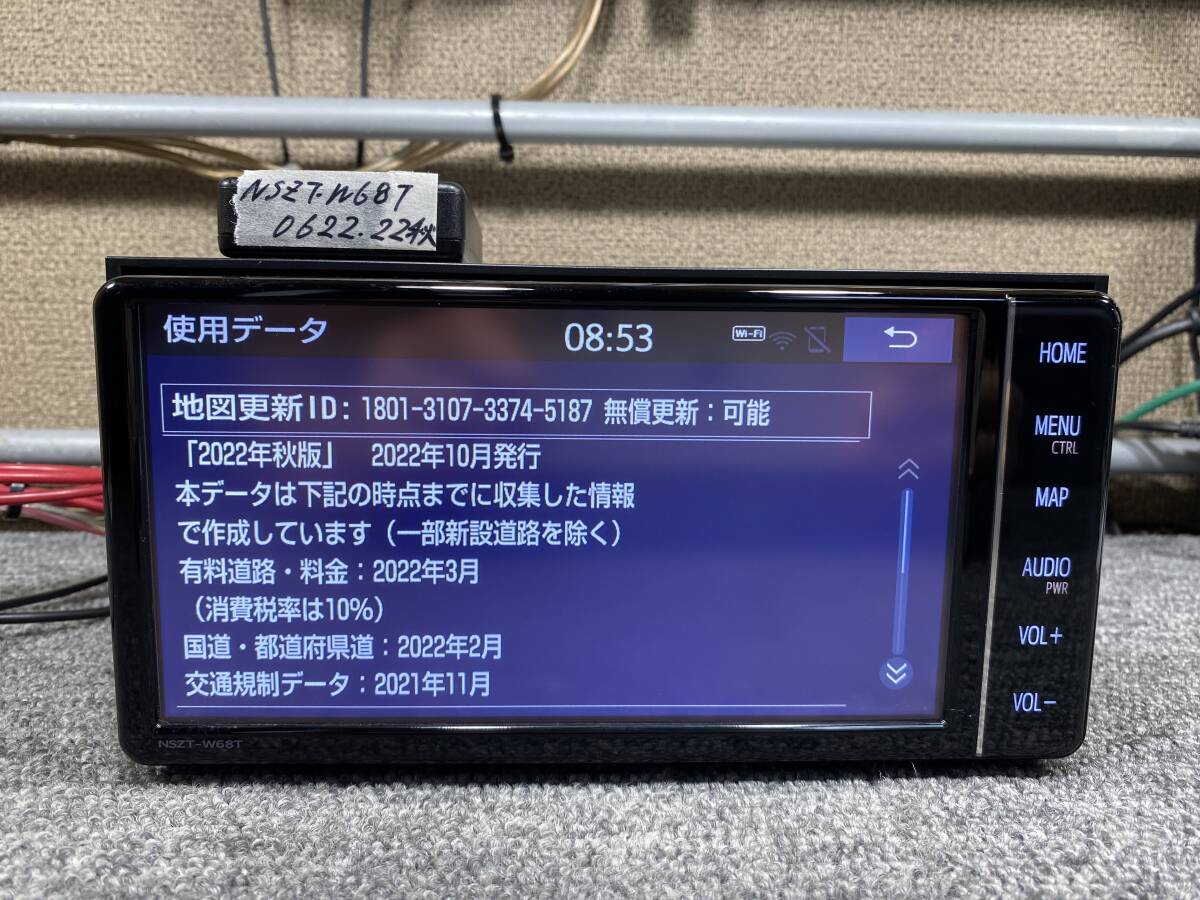 NSZT-W68T
0622.22秋
使用データ
08:53
Wi-Fi
地図更新ID: 1801-3107-3374-5187 無償更新：可能
「2022年秋版」 2022年10月発行
本データは下記の時点までに収集した情報
で作成しています（一部新設道路を除く）
有料道路・料金：2022年3月
（消費税率は10%）
国道・都道府県道：2022年2月
交通規制データ：2021年11月
HOME
MENU
CTRL
MAP
AUDIO
PWR
VOL+
VOL-
NSZT-W68T